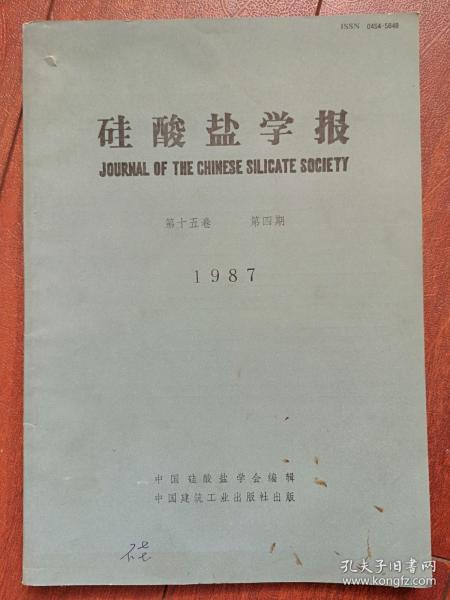 ISSN 0454-5648
硅酸盐学报
JOURNAL OF THE CHINESE SILICATE SOCIETY
第十五卷 第四期
1987
中国硅酸盐学会编辑
中国建筑工业出版社出版
孔夫子旧书网
www.kongfz.com